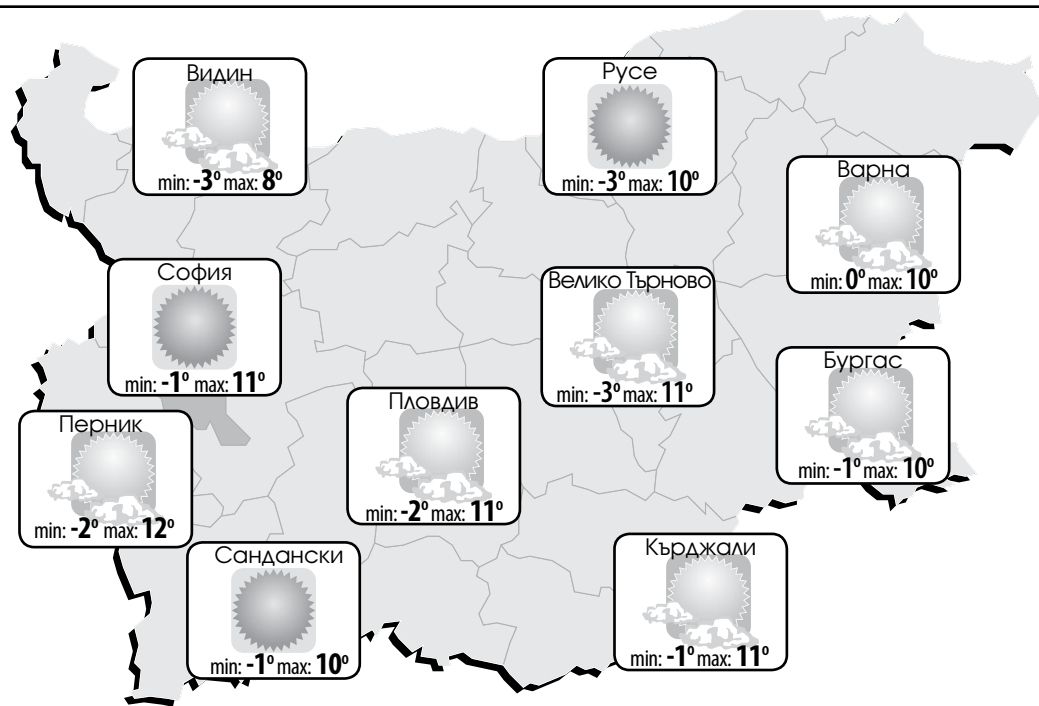 Видин
min: -3º max: 8º
Русе
min: -3º max: 10º
Варна
min: 0º max: 10º
София
min: -1º max: 11º
Велико Търново
min: -3º max: 11º
Бургас
min: -1º max: 10º
Пловдив
min: -2º max: 11º
Перник
min: -2º max: 12º
Сандански
min: -1º max: 10º
Кърджали
min: -1º max: 11º